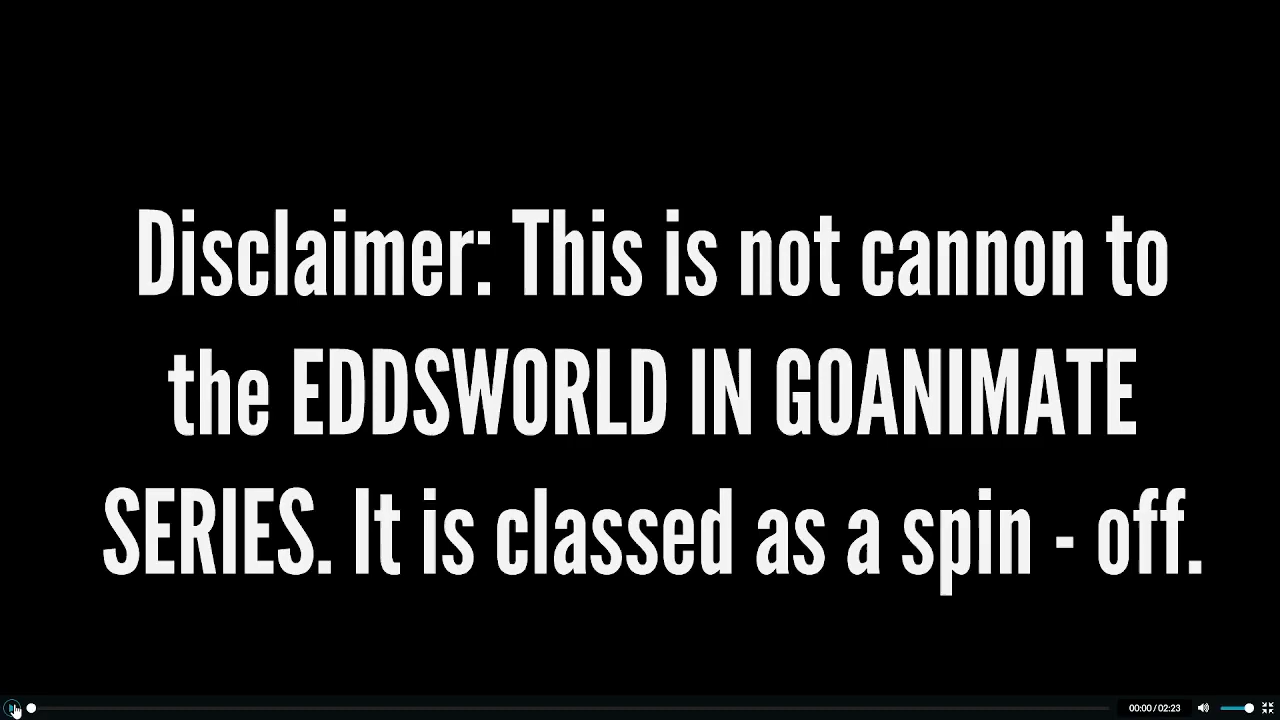 Disclaimer: This is not cannon to
the EDDSWORLD IN GOANIMATE
SERIES. It is classed as a spin - off.
00:00 / 02:23